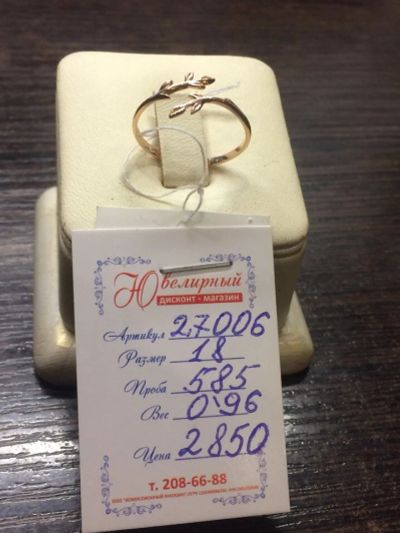 Ювелирный
дисконт - магазин
Артикул 27006
Размер 18
Проба 585
Вес 0'96
Цена 2850
т. 208-66-88